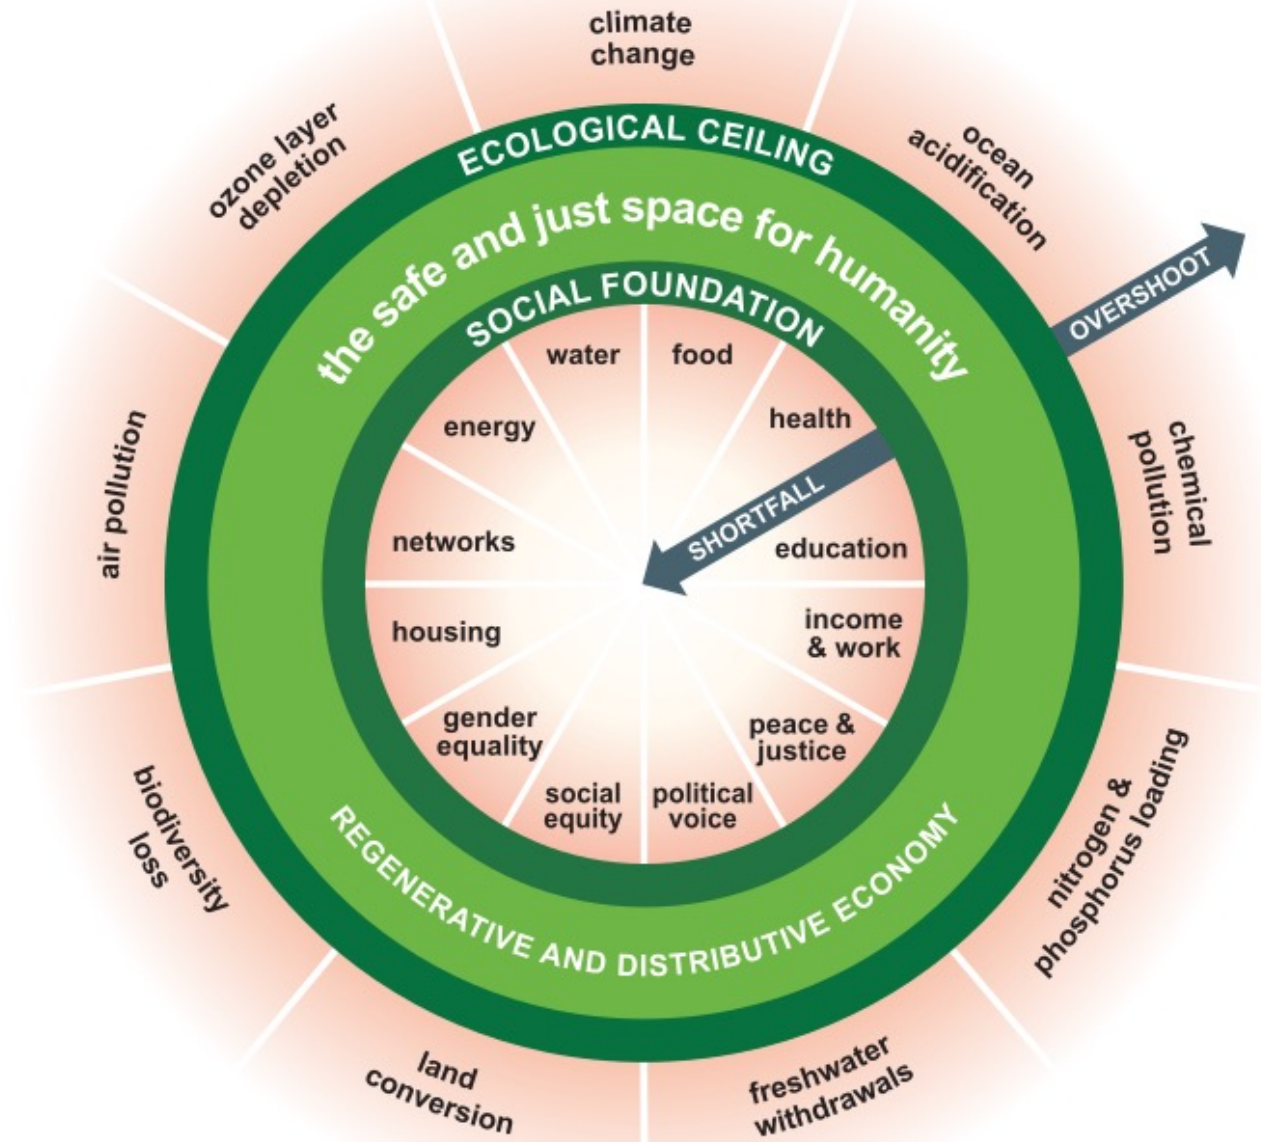 climate
change
ocean
acidification
OVERSHOOT
chemical
pollution
nitrogen &
phosphorus loading
freshwater
withdrawals
land
conversion
biodiversity
loss
air pollution
ozone layer
depletion
ECOLOGICAL CEILING
the safe and just space for humanity
SOCIAL FOUNDATION
water
food
health
SHORTFALL
education
income
& work
peace &
justice
political
voice
social
equity
gender
equality
housing
networks
energy
REGENERATIVE AND DISTRIBUTIVE ECONOMY